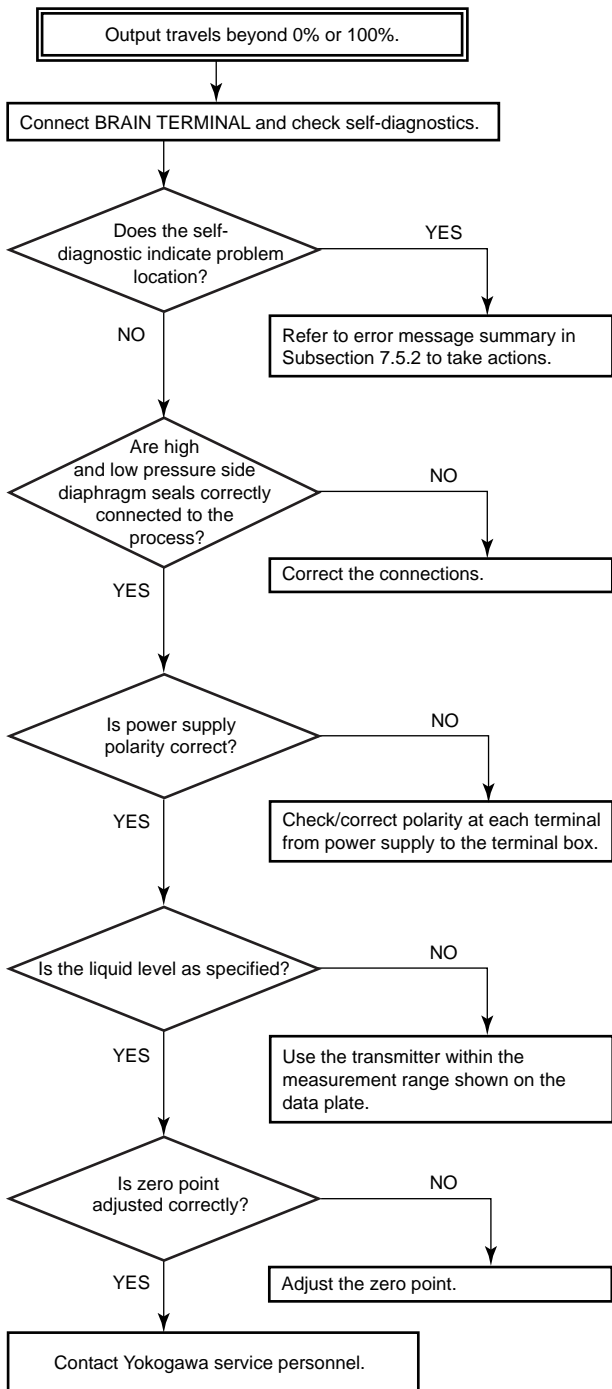 Output travels beyond 0% or 100%.
Connect BRAIN TERMINAL and check self-diagnostics.
Does the self-
diagnostic indicate problem
location?
YES
Refer to error message summary in
Subsection 7.5.2 to take actions.
NO
Are high
and low pressure side
diaphragm seals correctly
connected to the
process?
NO
Correct the connections.
YES
Is power supply
polarity correct?
NO
Check/correct polarity at each terminal
from power supply to the terminal box.
YES
Is the liquid level as specified?
NO
Use the transmitter within the
measurement range shown on the
data plate.
YES
Is zero point
adjusted correctly?
NO
Adjust the zero point.
YES
Contact Yokogawa service personnel.